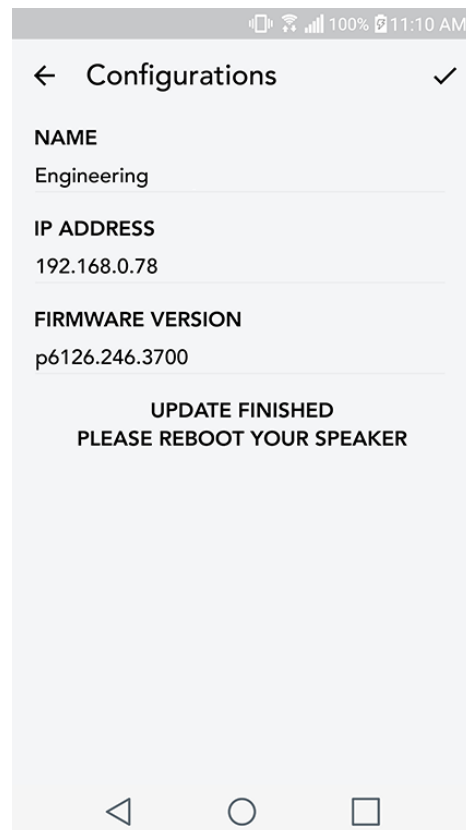 100% 11:10 AM
Configurations
NAME
Engineering
IP ADDRESS
192.168.0.78
FIRMWARE VERSION
p6126.246.3700
UPDATE FINISHED
PLEASE REBOOT YOUR SPEAKER